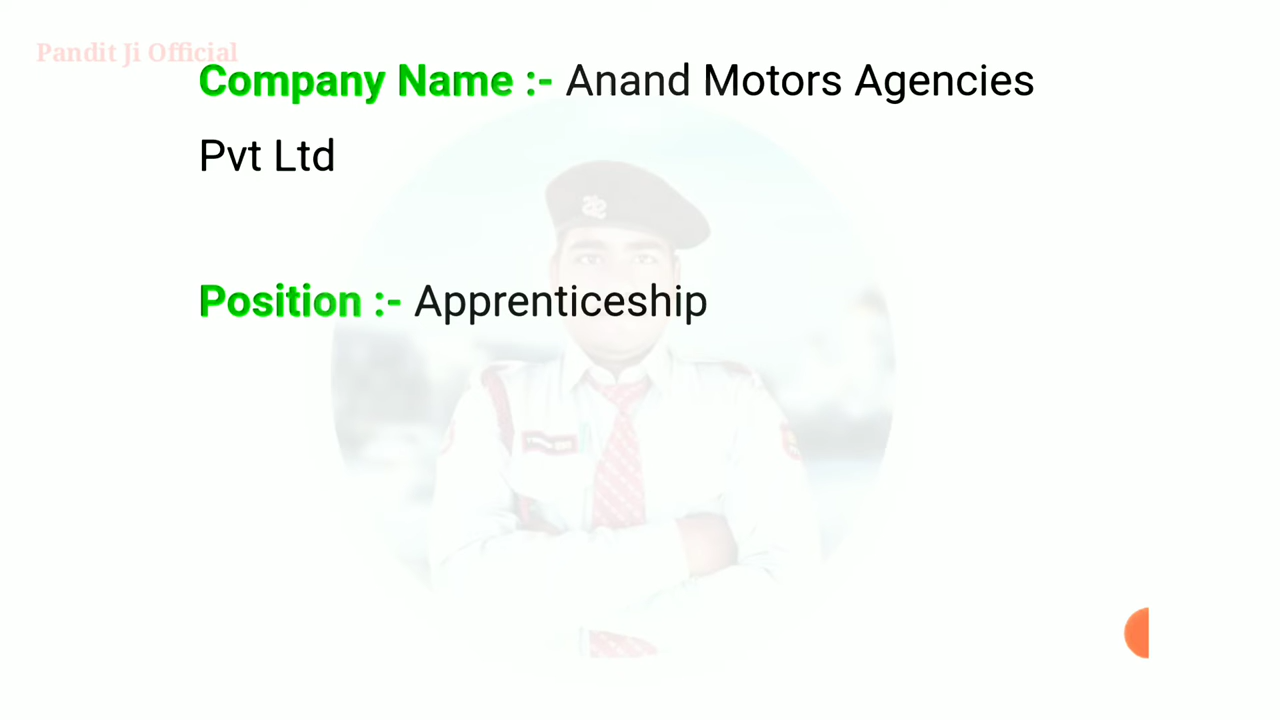 Pandit Ji Official
Company Name :- Anand Motors Agencies
Pvt Ltd
Position :- Apprenticeship